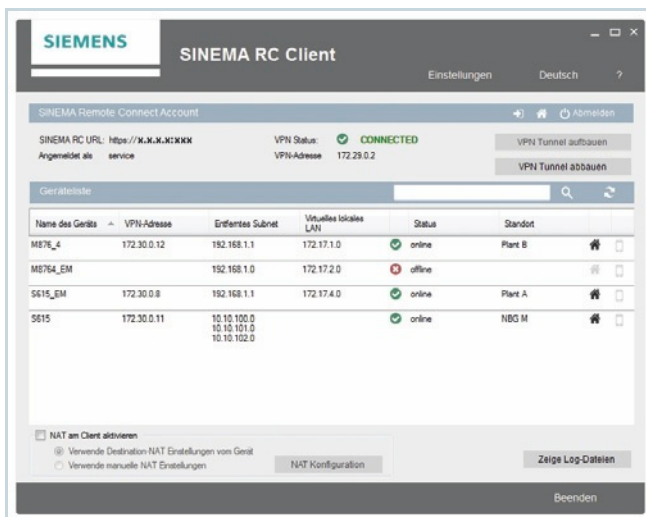 SIEMENS
SINEMA RC Client
Einstellungen Deutsch ?
SINEMA Remote Connect Account Abmelden
SINEMA RC URL: https://x.x.x.x:xxx VPN Status: CONNECTED VPN Tunnel aufbauen
Angemeldet als service VPN-Adresse 172.29.0.2
VPN Tunnel abbauen
Geräteliste
Name des Geräts VPN-Adresse Entferntes Subnet Virtuelles lokales LAN Status Standort
M876_4 172.30.0.12 192.168.1.1 172.17.1.0 online Plant B
M8764_EM 192.168.1.0 172.17.2.0 offline
S615_EM 172.30.0.8 192.168.1.1 172.17.4.0 online Plant A
S615 172.30.0.11 10.10.100.0 online NBG M
10.10.101.0
10.10.102.0
NAT am Client aktivieren
Verwende Destination-NAT Einstellungen vom Gerät
Verwende manuelle NAT Einstellungen NAT Konfiguration Zeige Log-Dateien
Beenden